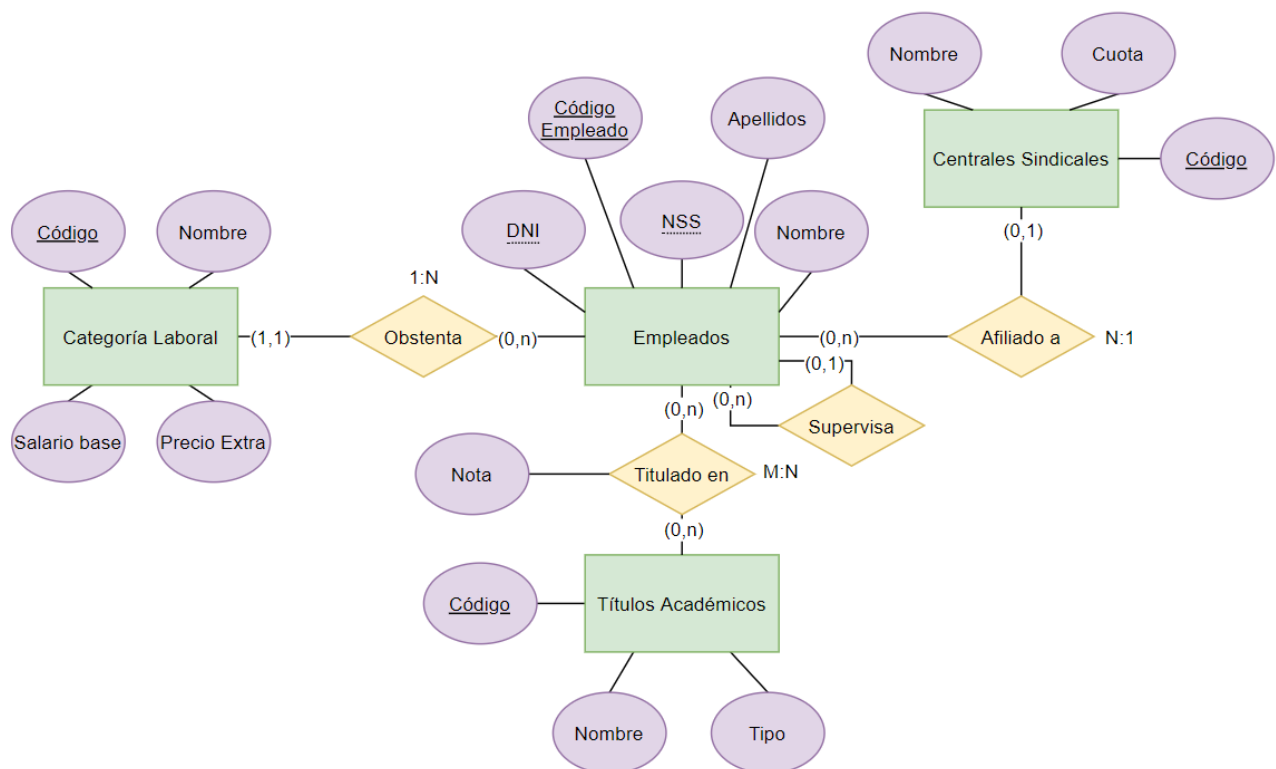 Nombre
Cuota
Código
Empleado
Apellidos
Centrales Sindicales
Código
Código
Nombre
DNI
NSS
Nombre
(0,1)
1:N
Categoría Laboral
(1,1)
Obstenta
(0,n)
Empleados
(0,n)
Afiliado a
N:1
(0,1)
(0,n)
(0,n)
Salario base
Precio Extra
Supervisa
Nota
Titulado en
M:N
(0,n)
Código
Títulos Académicos
Nombre
Tipo